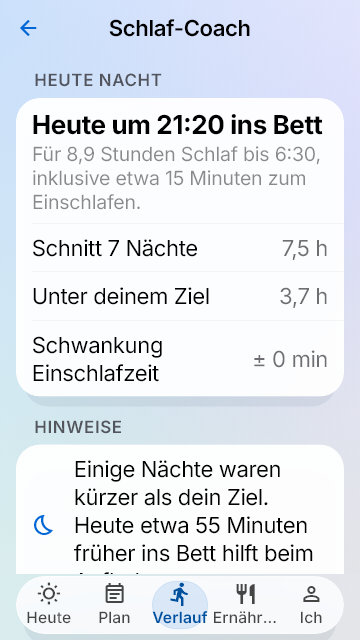 Schlaf-Coach
HEUTE NACHT
Heute um 21:20 ins Bett
Für 8,9 Stunden Schlaf bis 6:30,
inklusive etwa 15 Minuten zum
Einschlafen.
Schnitt 7 Nächte 7,5 h
Unter deinem Ziel 3,7 h
Schwankung
Einschlafzeit ± 0 min
HINWEISE
Einige Nächte waren
kürzer als dein Ziel.
Heute etwa 55 Minuten
früher ins Bett hilft beim
Heute Plan Verlauf Ernähr… Ich